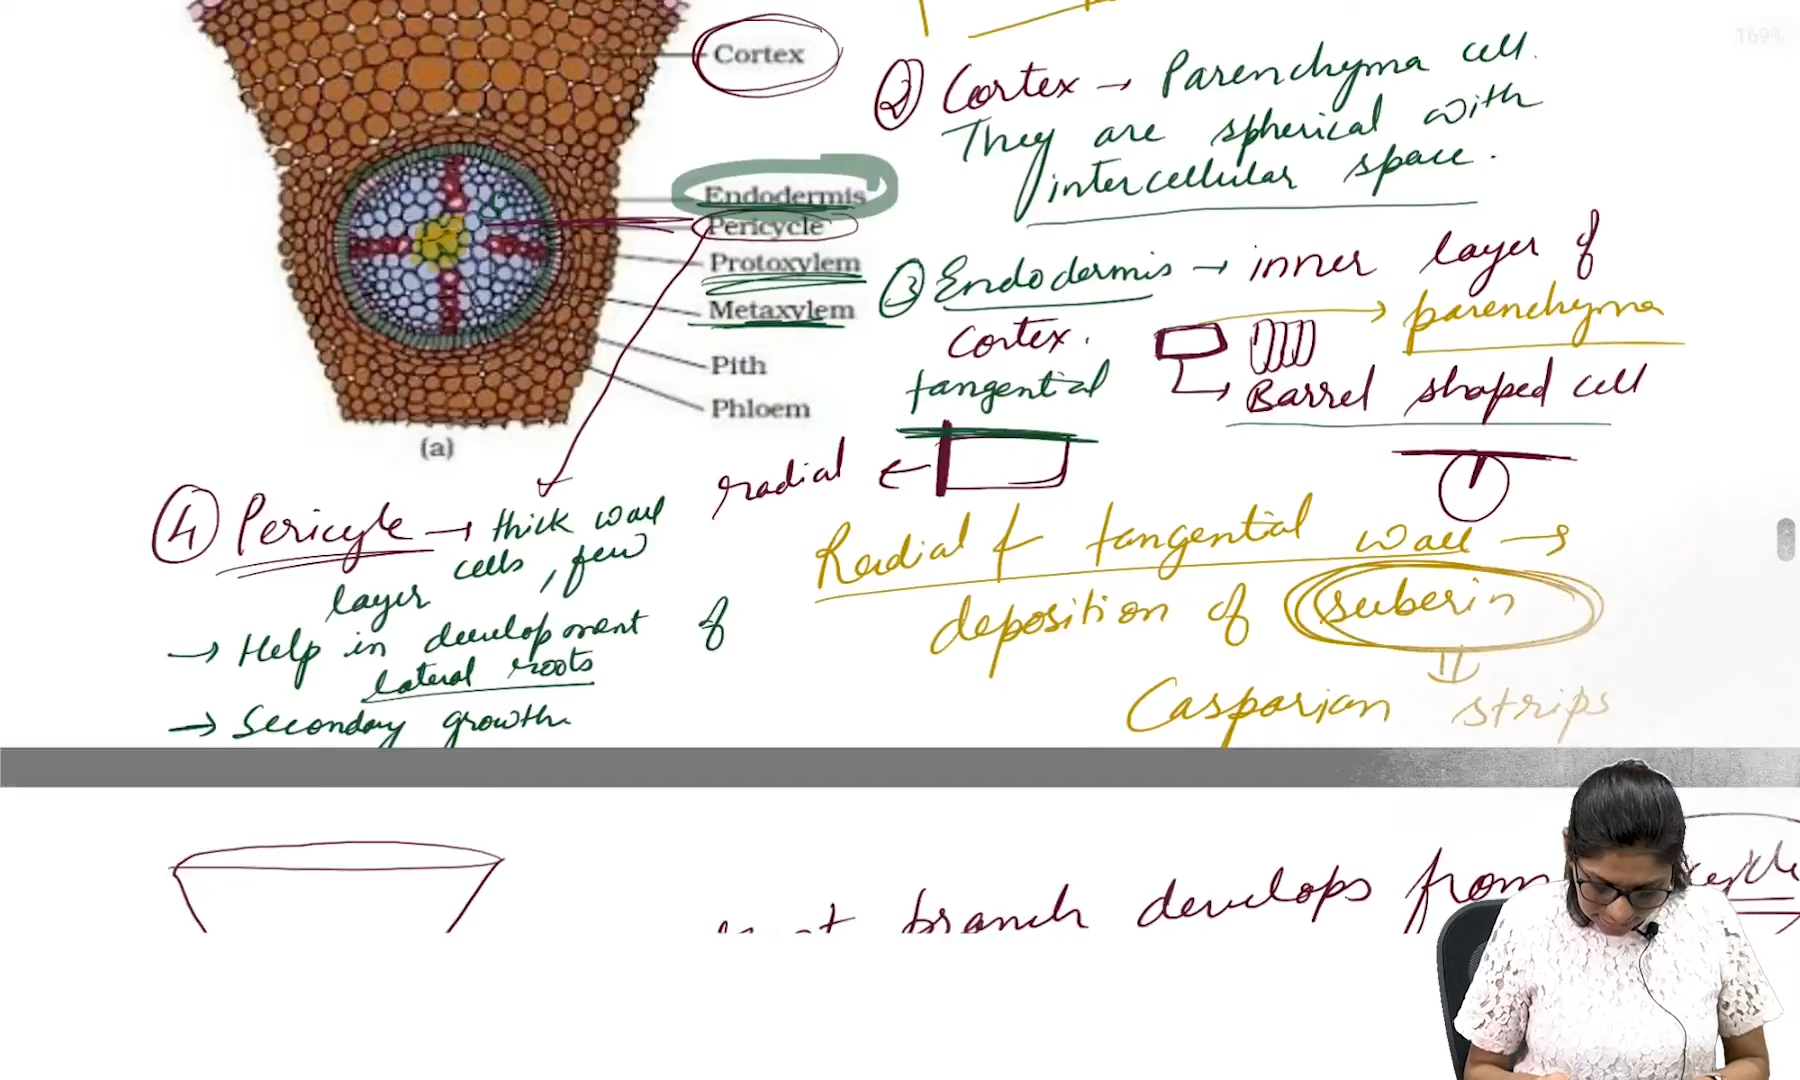 169%
Cortex
Endodermis
Pericycle
Protoxylem
Metaxylem
Pith
Phloem
(a)
② Cortex → Parenchyma cell.
They are spherical with
intercellular space.
③ Endodermis → inner layer of
cortex.
→ parenchyma
→ Barrel shaped cell
tangential
radial ←
Radial & tangential wall →
deposition of suberin
Casparian strips
④ Pericycle → thick wall
cells, few
layer
→ Help in development of
lateral roots
→ Secondary growth.
branch develops from